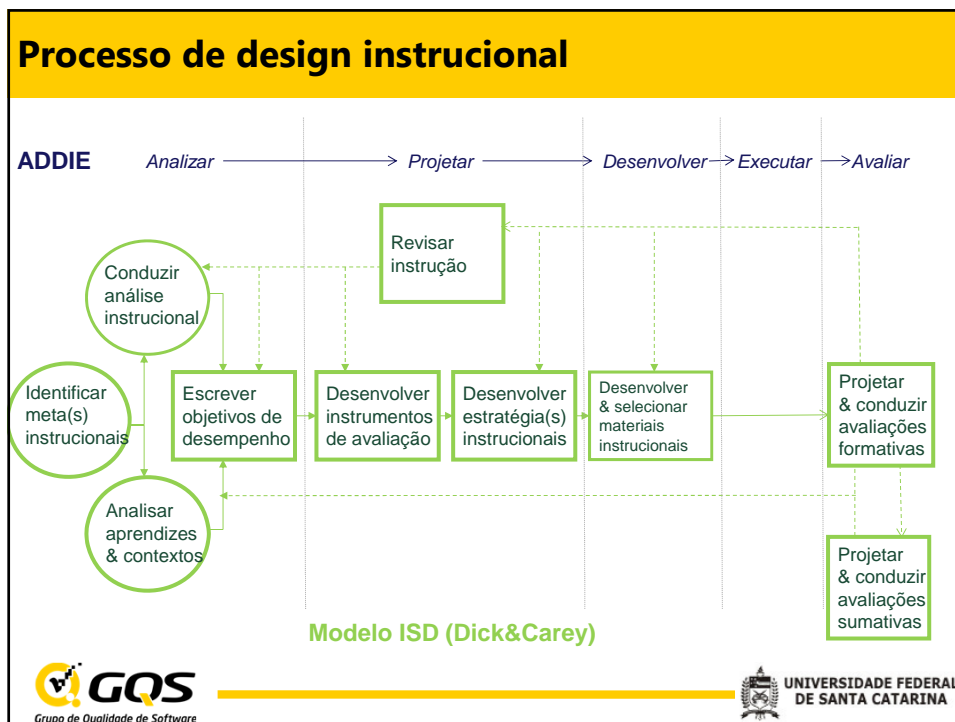 Processo de design instrucional
ADDIE
Analizar
Projetar
Desenvolver
Executar
Avaliar
Revisar
instrução
Conduzir
análise
instrucional
Identificar
meta(s)
instrucionais
Escrever
objetivos de
desempenho
Desenvolver
instrumentos
de avaliação
Desenvolver
estratégia(s)
instrucionais
Desenvolver
& selecionar
materiais
instrucionais
Projetar
& conduzir
avaliações
formativas
Analisar
aprendizes
& contextos
Projetar
& conduzir
avaliações
sumativas
Modelo ISD (Dick&Carey)
GQS
Grupo de Qualidade de Software
UNIVERSIDADE FEDERAL
DE SANTA CATARINA